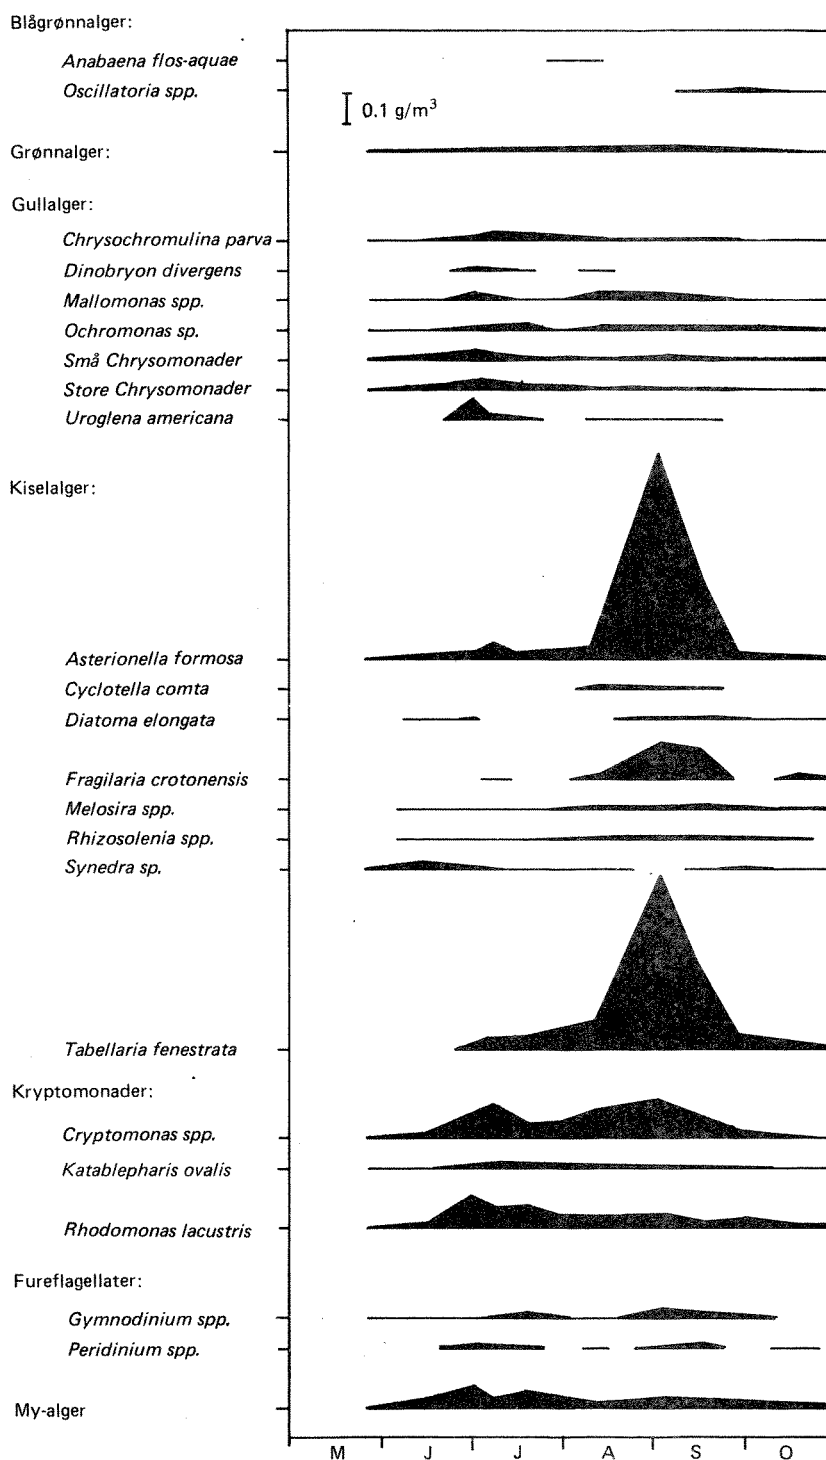 Blågrønnalger:
Anabaena flos-aquae
Oscillatoria spp.
0.1 g/m³
Grønnalger:
Gullalger:
Chrysochromulina parva
Dinobryon divergens
Mallomonas spp.
Ochromonas sp.
Små Chrysomonader
Store Chrysomonader
Uroglena americana
Kiselalger:
Asterionella formosa
Cyclotella comta
Diatoma elongata
Fragilaria crotonensis
Melosira spp.
Rhizosolenia spp.
Synedra sp.
Tabellaria fenestrata
Kryptomonader:
Cryptomonas spp.
Katablepharis ovalis
Rhodomonas lacustris
Fureflagellater:
Gymnodinium spp.
Peridinium spp.
My-alger
M J J A S O